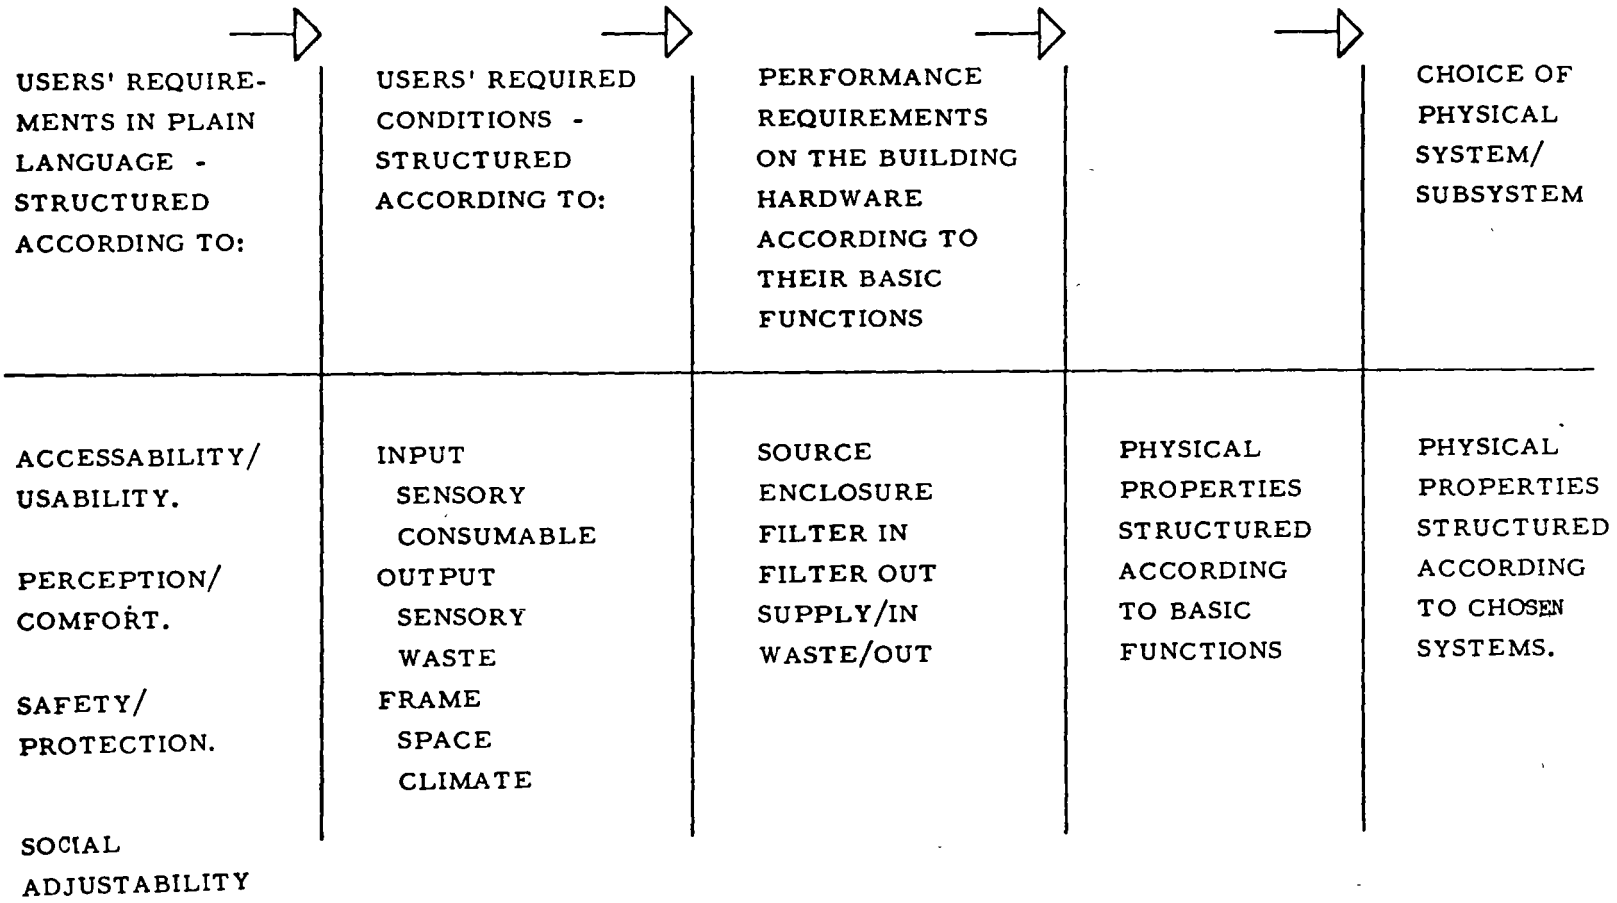 USERS' REQUIRE-
MENTS IN PLAIN
LANGUAGE -
STRUCTURED
ACCORDING TO:
USERS' REQUIRED
CONDITIONS -
STRUCTURED
ACCORDING TO:
PERFORMANCE
REQUIREMENTS
ON THE BUILDING
HARDWARE
ACCORDING TO
THEIR BASIC
FUNCTIONS
CHOICE OF
PHYSICAL
SYSTEM/
SUBSYSTEM
ACCESSABILITY/
USABILITY.
PERCEPTION/
COMFORT.
SAFETY/
PROTECTION.
SOCIAL
ADJUSTABILITY
INPUT
SENSORY
CONSUMABLE
OUTPUT
SENSORY
WASTE
FRAME
SPACE
CLIMATE
SOURCE
ENCLOSURE
FILTER IN
FILTER OUT
SUPPLY/IN
WASTE/OUT
PHYSICAL
PROPERTIES
STRUCTURED
ACCORDING
TO BASIC
FUNCTIONS
PHYSICAL
PROPERTIES
STRUCTURED
ACCORDING
TO CHOSEN
SYSTEMS.